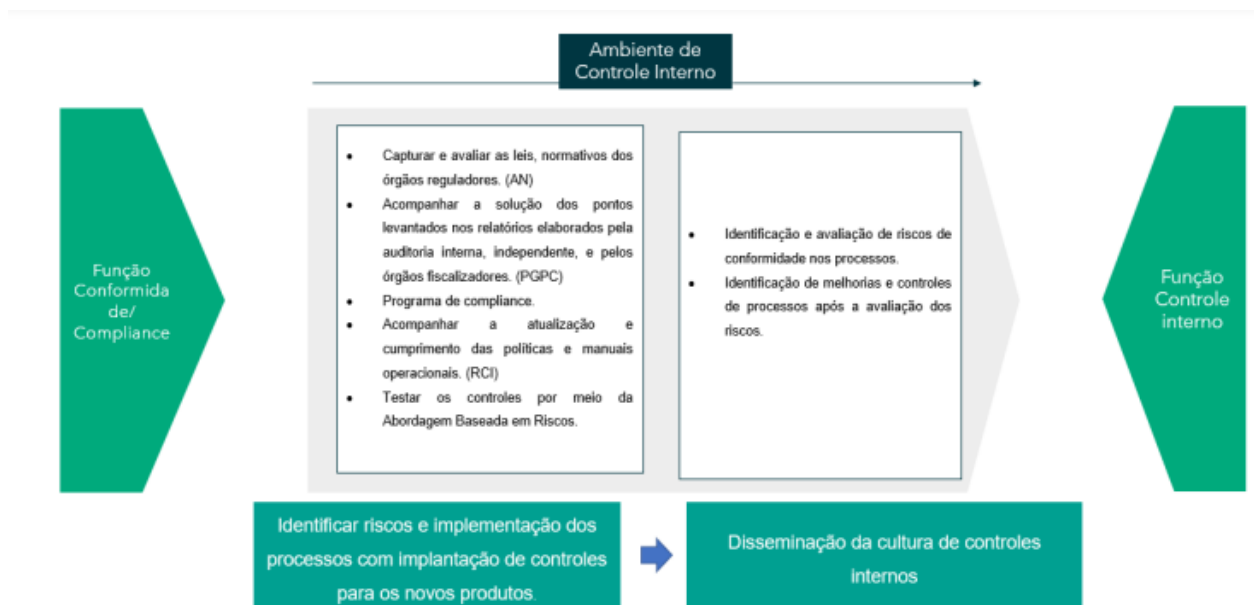 Ambiente de
Controle Interno
Função
Conformida
de/
Compliance
• Capturar e avaliar as leis, normativos dos
órgãos reguladores. (AN)
• Acompanhar a solução dos pontos
levantados nos relatórios elaborados pela
auditoria interna, independente, e pelos
órgãos fiscalizadores. (PGPC)
• Programa de compliance.
• Acompanhar a atualização e
cumprimento das políticas e manuais
operacionais. (RCI)
• Testar os controles por meio da
Abordagem Baseada em Riscos.
• Identificação e avaliação de riscos de
conformidade nos processos.
• Identificação de melhorias e controles
de processos após a avaliação dos
riscos.
Função
Controle
interno
Identificar riscos e implementação dos
processos com implantação de controles
para os novos produtos.
Disseminação da cultura de controles
internos